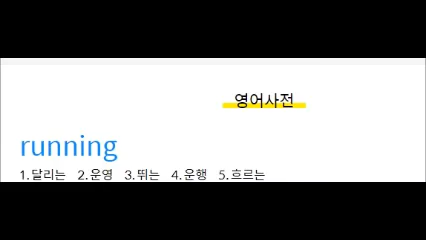 영어사전
running
1. 달리는 2. 운영 3. 뛰는 4. 운행 5. 흐르는